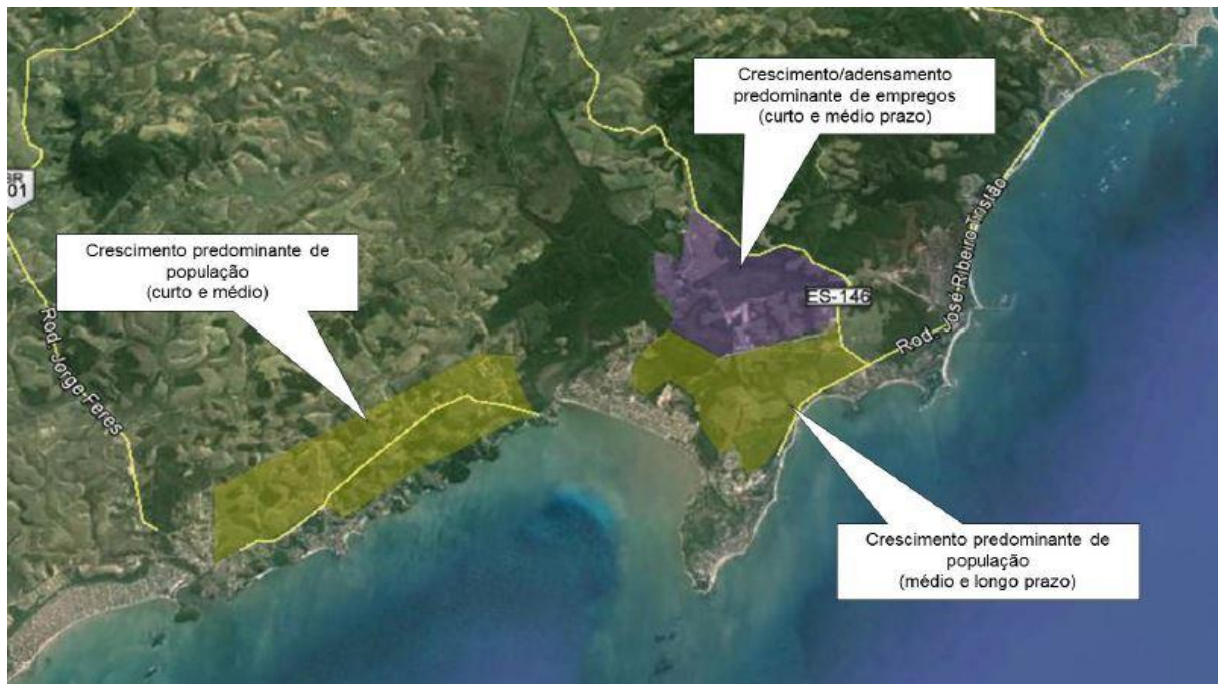 Crescimento/adensamento
predominante de empregos
(curto e médio prazo)
BR
101
Crescimento predominante de
população
(curto e médio)
ES-146
Rod. José Ribeiro Tristão
Rod. Jorge Feres
Crescimento predominante de
população
(médio e longo prazo)